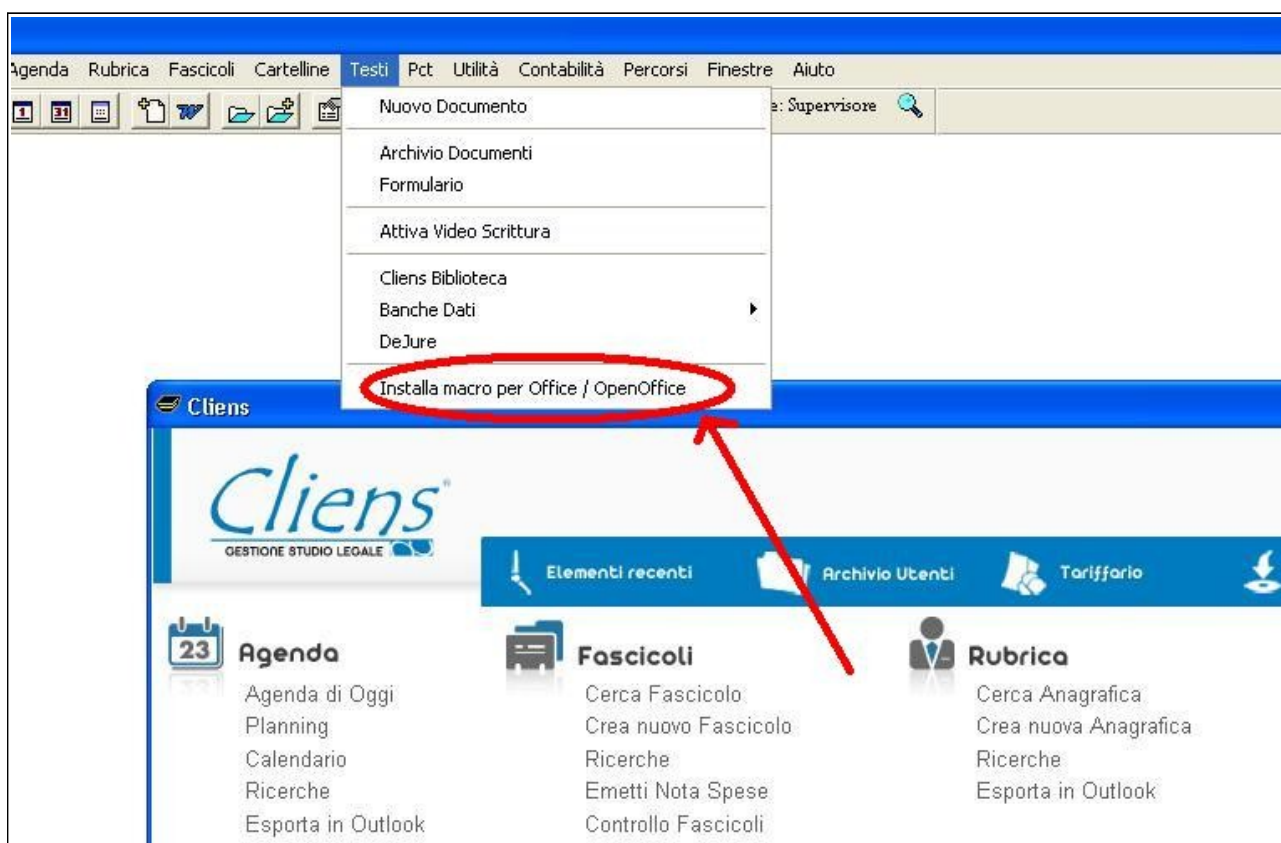 Agenda Rubrica Fascicoli Cartelline Testi Pct Utilità Contabilità Percorsi Finestre Aiuto
1 31 W e: Supervisore
Nuovo Documento
Archivio Documenti
Formulario
Attiva Video Scrittura
Cliens Biblioteca
Banche Dati
DeJure
Installa macro per Office / OpenOffice
Cliens
Cliens®
GESTIONE STUDIO LEGALE
Elementi recenti Archivio Utenti Tariffario
23 Agenda
Agenda di Oggi
Planning
Calendario
Ricerche
Esporta in Outlook
Fascicoli
Cerca Fascicolo
Crea nuovo Fascicolo
Ricerche
Emetti Nota Spese
Controllo Fascicoli
Rubrica
Cerca Anagrafica
Crea nuova Anagrafica
Ricerche
Esporta in Outlook